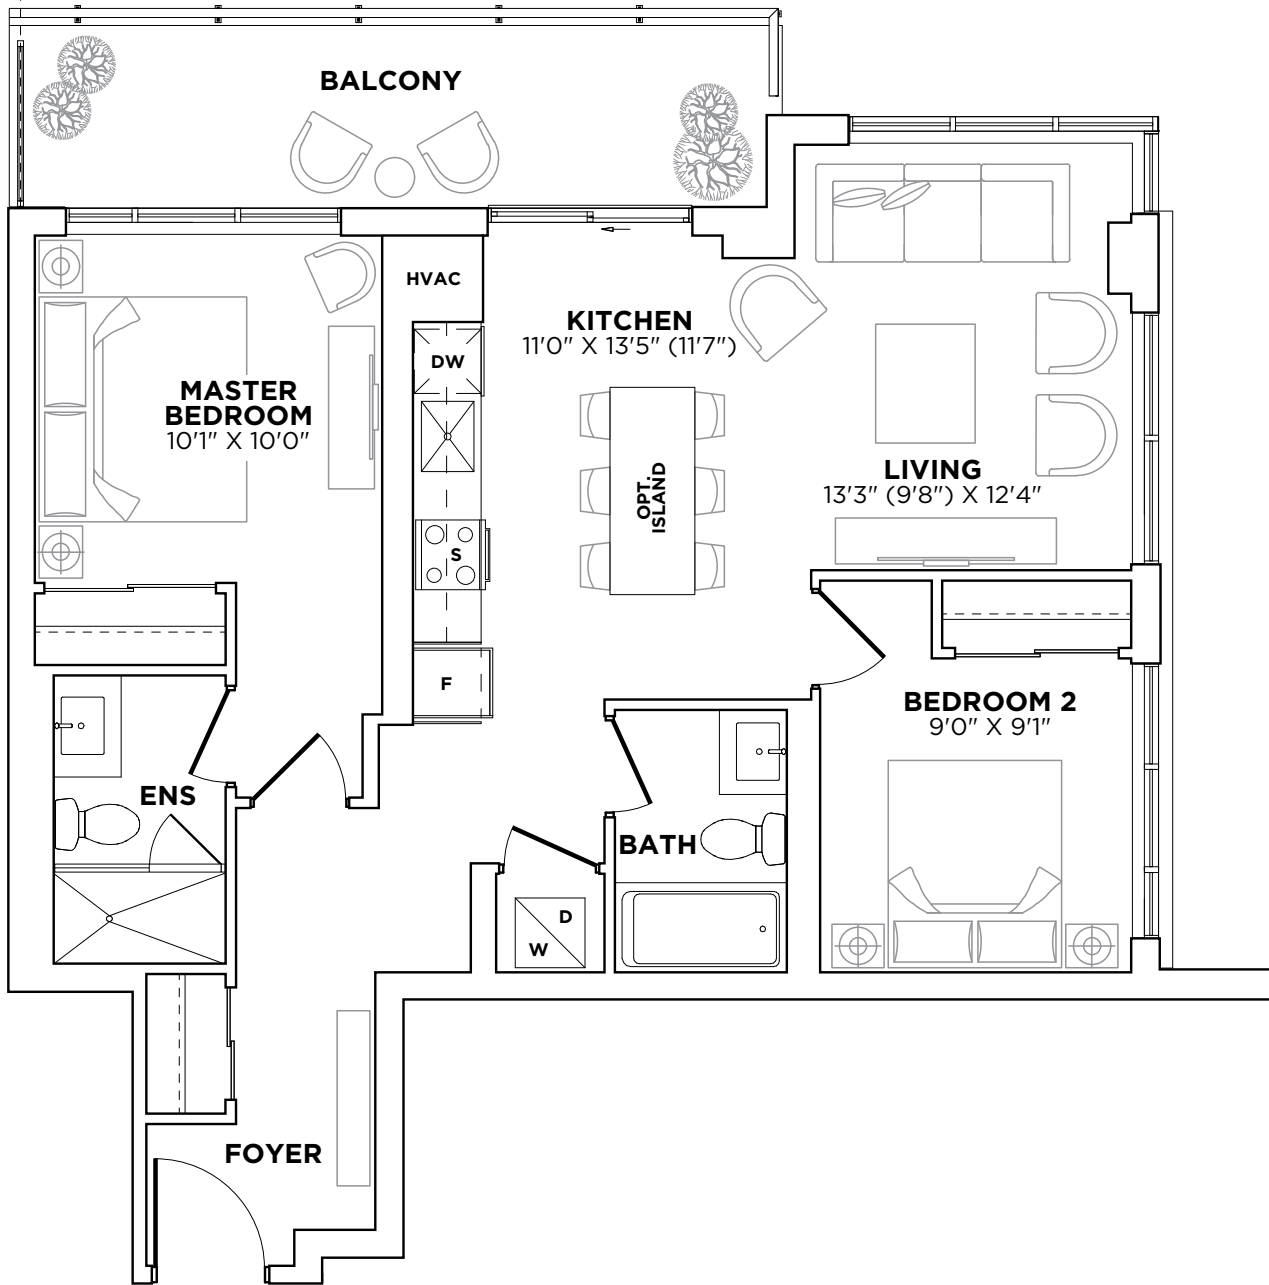 BALCONY
HVAC
KITCHEN
11'0" X 13'5" (11'7")
DW
MASTER
BEDROOM
10'1" X 10'0"
LIVING
13'3" (9'8") X 12'4"
OPT.
ISLAND
S
F
BEDROOM 2
9'0" X 9'1"
ENS
BATH
D
W
FOYER